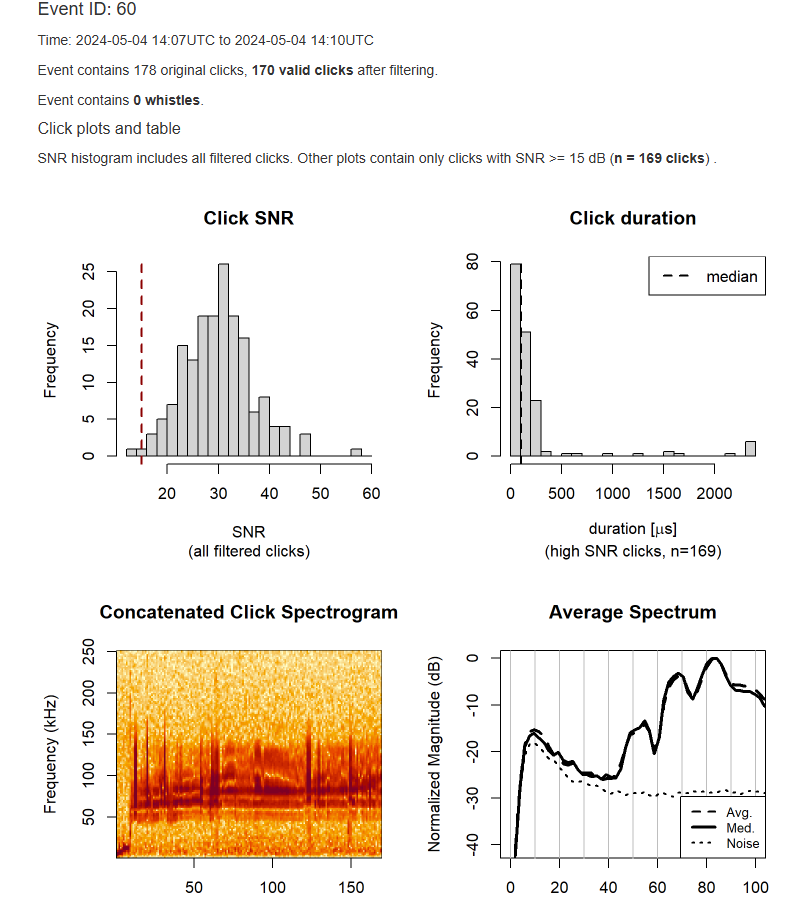 Event ID: 60
Time: 2024-05-04 14:07UTC to 2024-05-04 14:10UTC
Event contains 178 original clicks, 170 valid clicks after filtering.
Event contains 0 whistles.
Click plots and table
SNR histogram includes all filtered clicks. Other plots contain only clicks with SNR >= 15 dB (n = 169 clicks) .
Click SNR
Frequency
0 5 10 15 20 25
20 30 40 50 60
SNR
(all filtered clicks)
Click duration
Frequency
0 20 40 60 80
median
0 500 1000 1500 2000
duration [μs]
(high SNR clicks, n=169)
Concatenated Click Spectrogram
Frequency (kHz)
50 100 150 200 250
50 100 150
Average Spectrum
Normalized Magnitude (dB)
-40 -30 -20 -10 0
Avg.
Med.
Noise
0 20 40 60 80 100